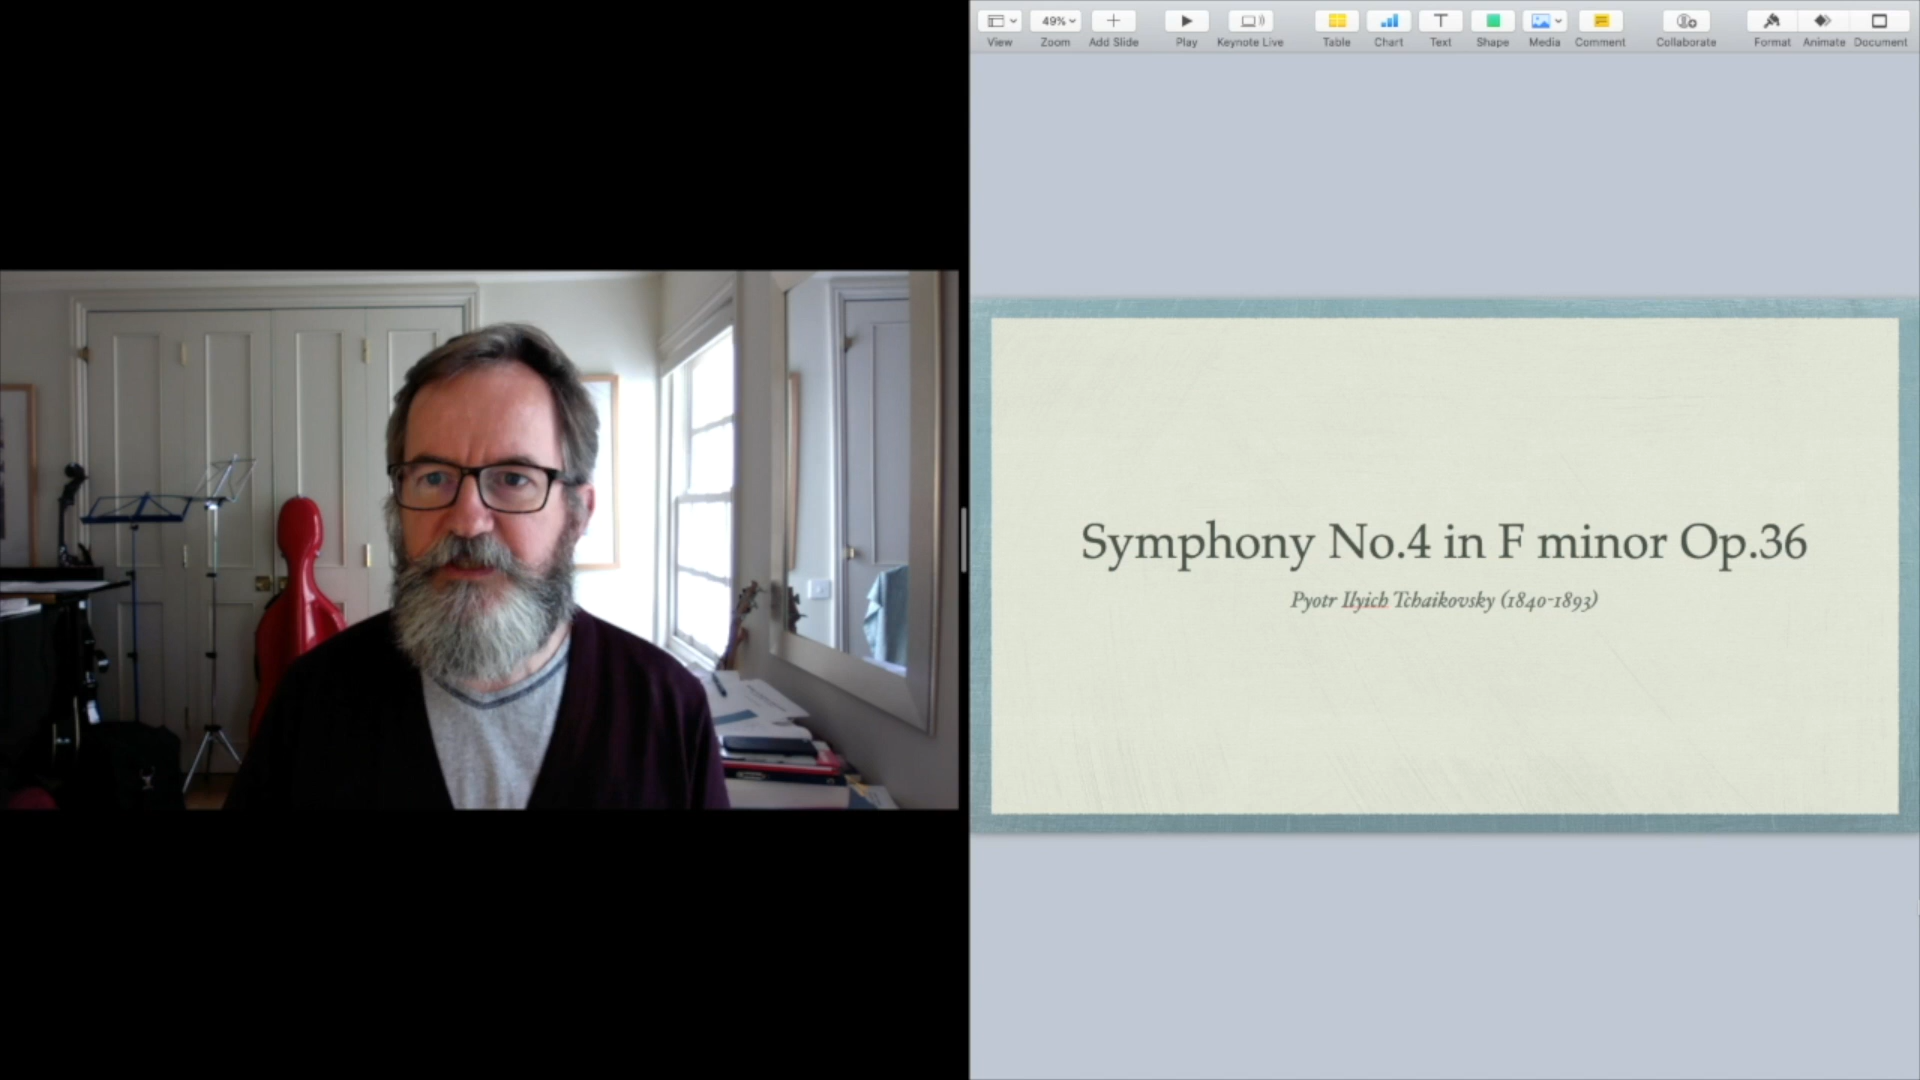 49%
View Zoom Add Slide Play Keynote Live Table Chart Text Shape Media Comment Collaborate Format Animate Document
Symphony No.4 in F minor Op.36
Pyotr Ilyich Tchaikovsky (1840-1893)